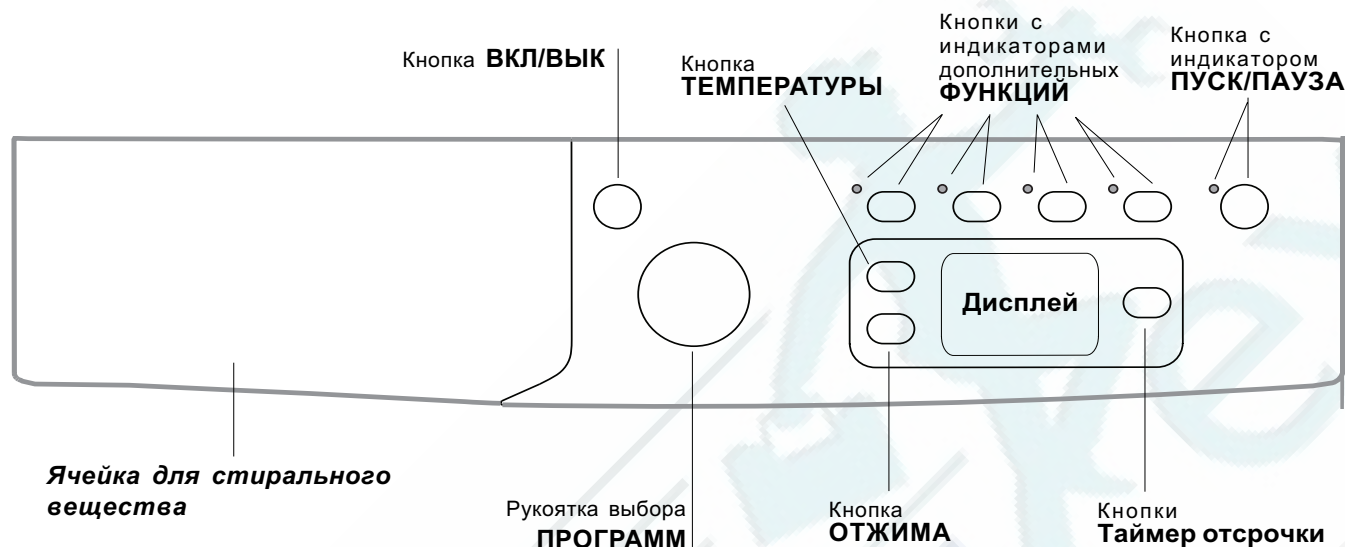 Кнопка ВКЛ/ВЫК
Кнопка
ТЕМПЕРАТУРЫ
Кнопки с
индикаторами
дополнительных
ФУНКЦИЙ
Кнопка с
индикатором
ПУСК/ПАУЗА
Дисплей
Ячейка для стирального
вещества
Рукоятка выбора
ПРОГРАММ
Кнопка
ОТЖИМА
Кнопки
Таймер отсрочки